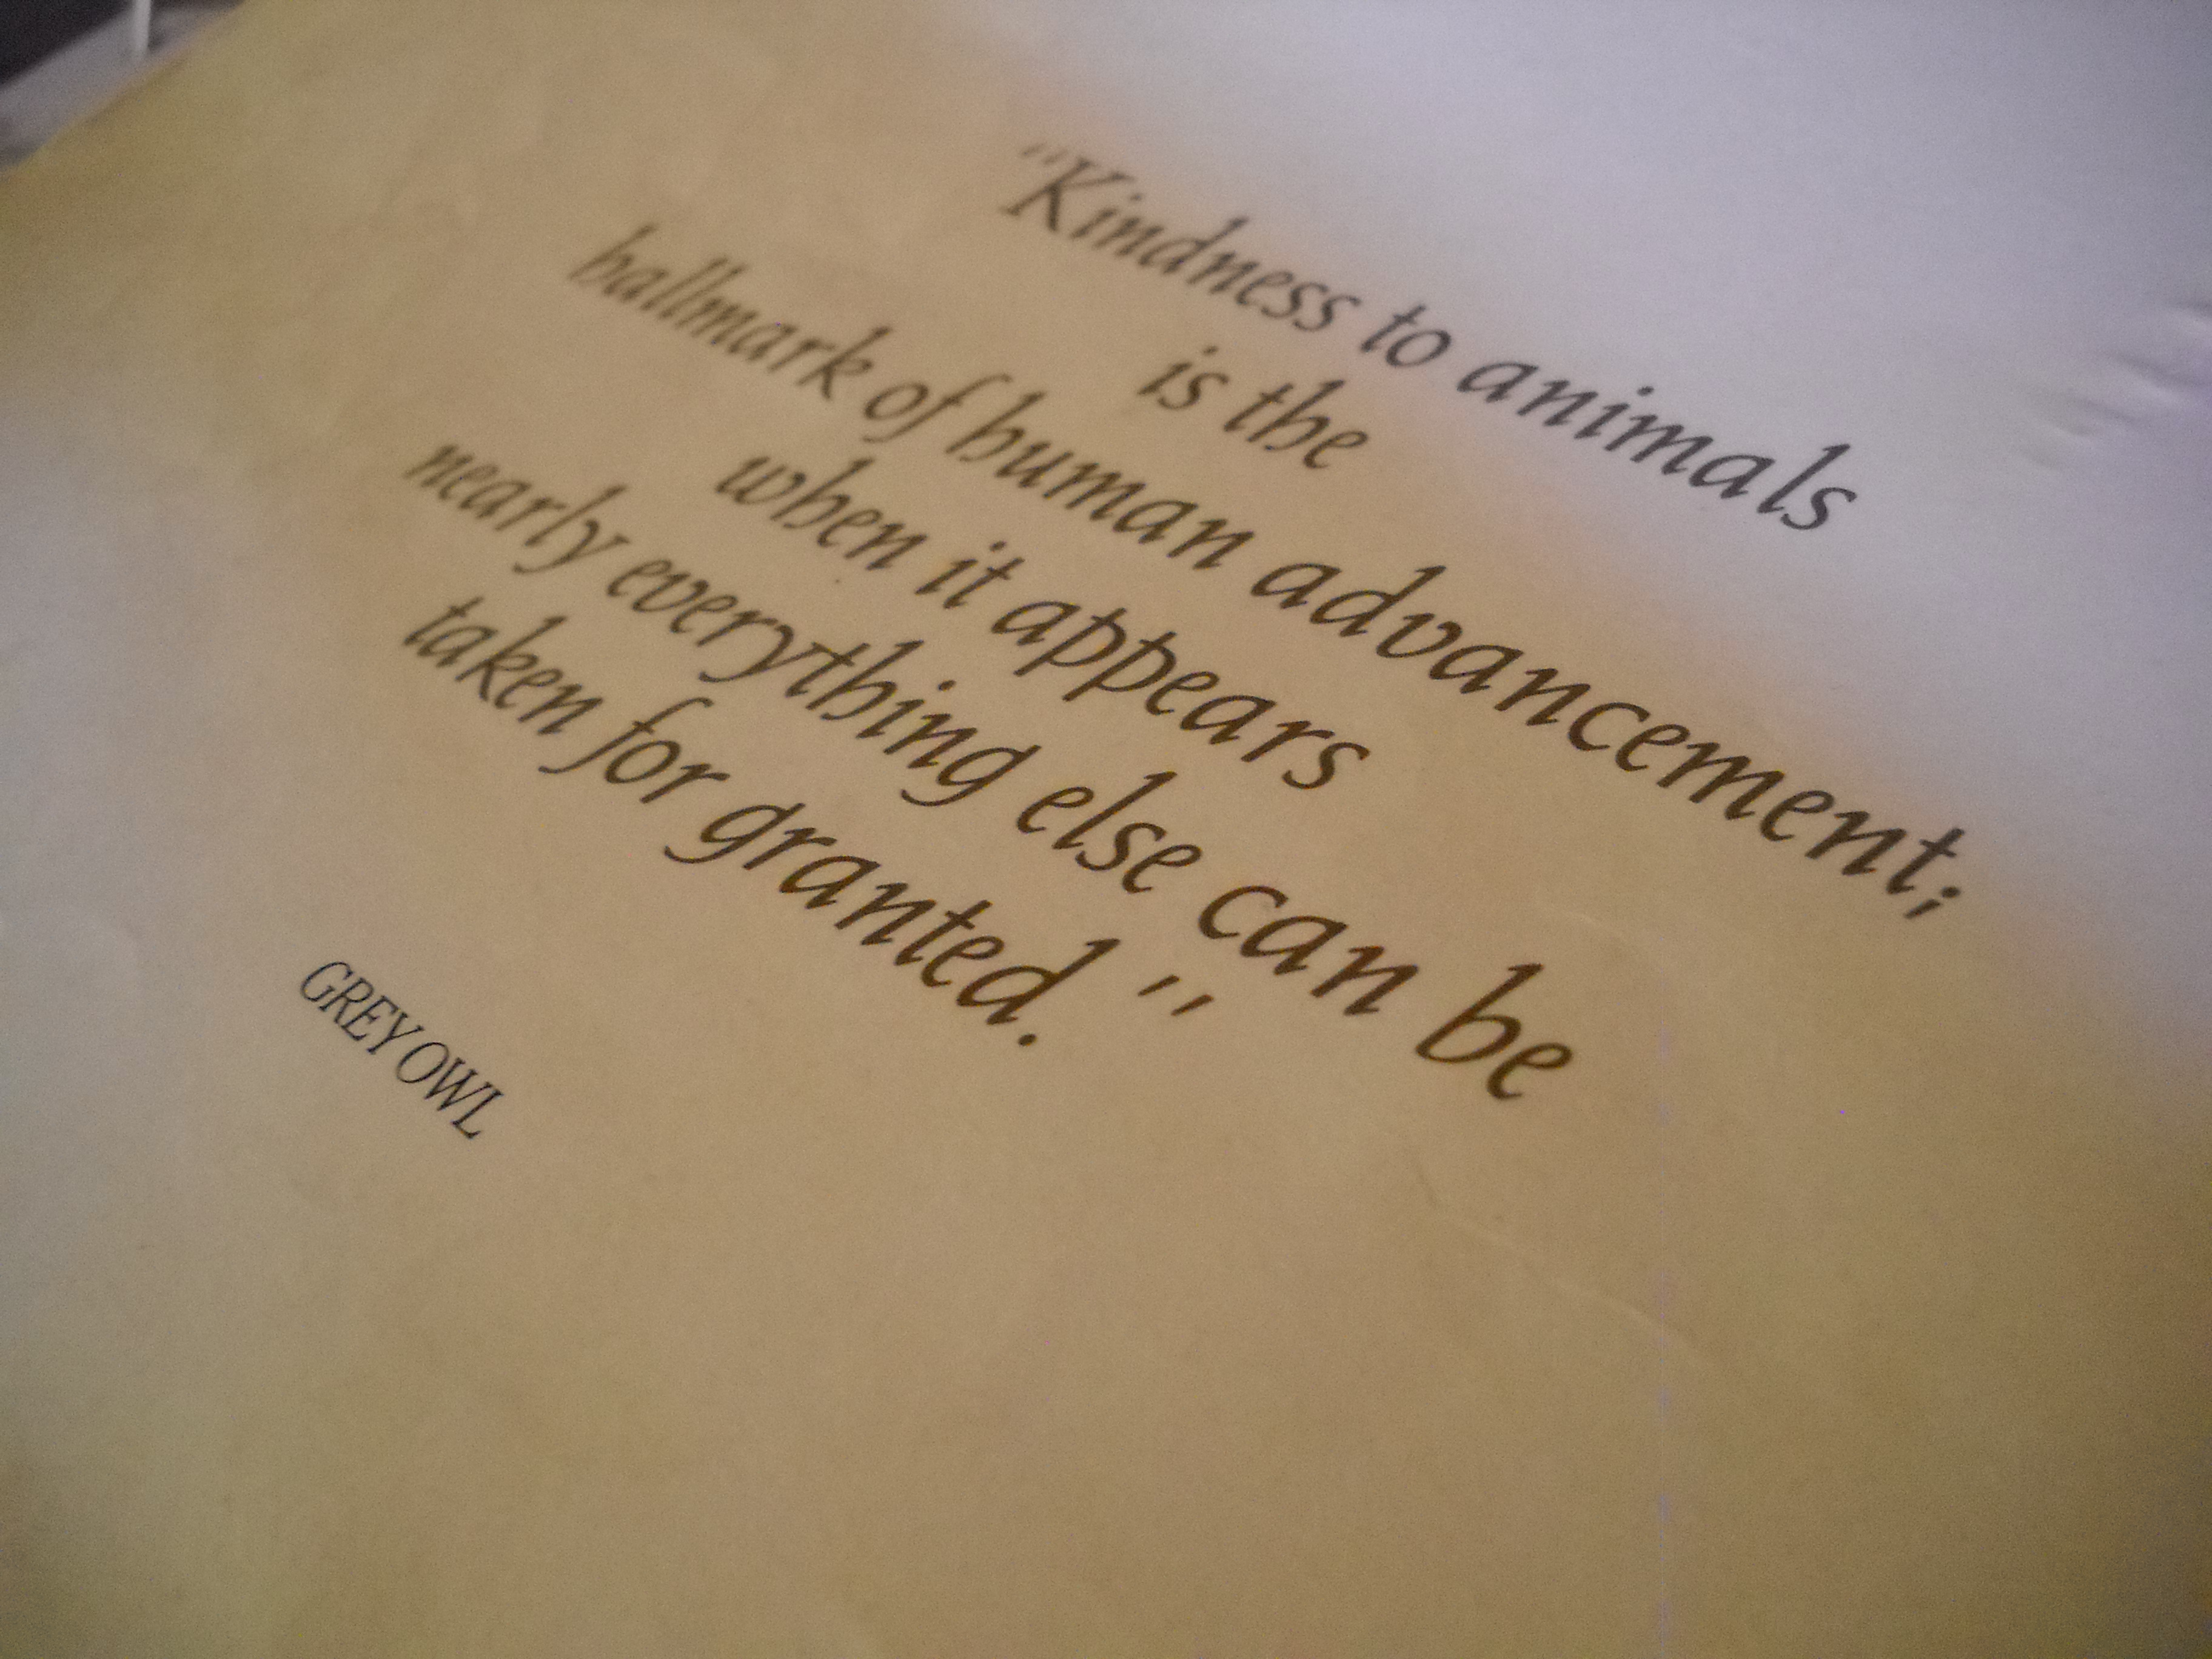 "Kindness to animals
is the
hallmark of human advancement;
when it appears
nearly everything else can be
taken for granted."
GREY OWL